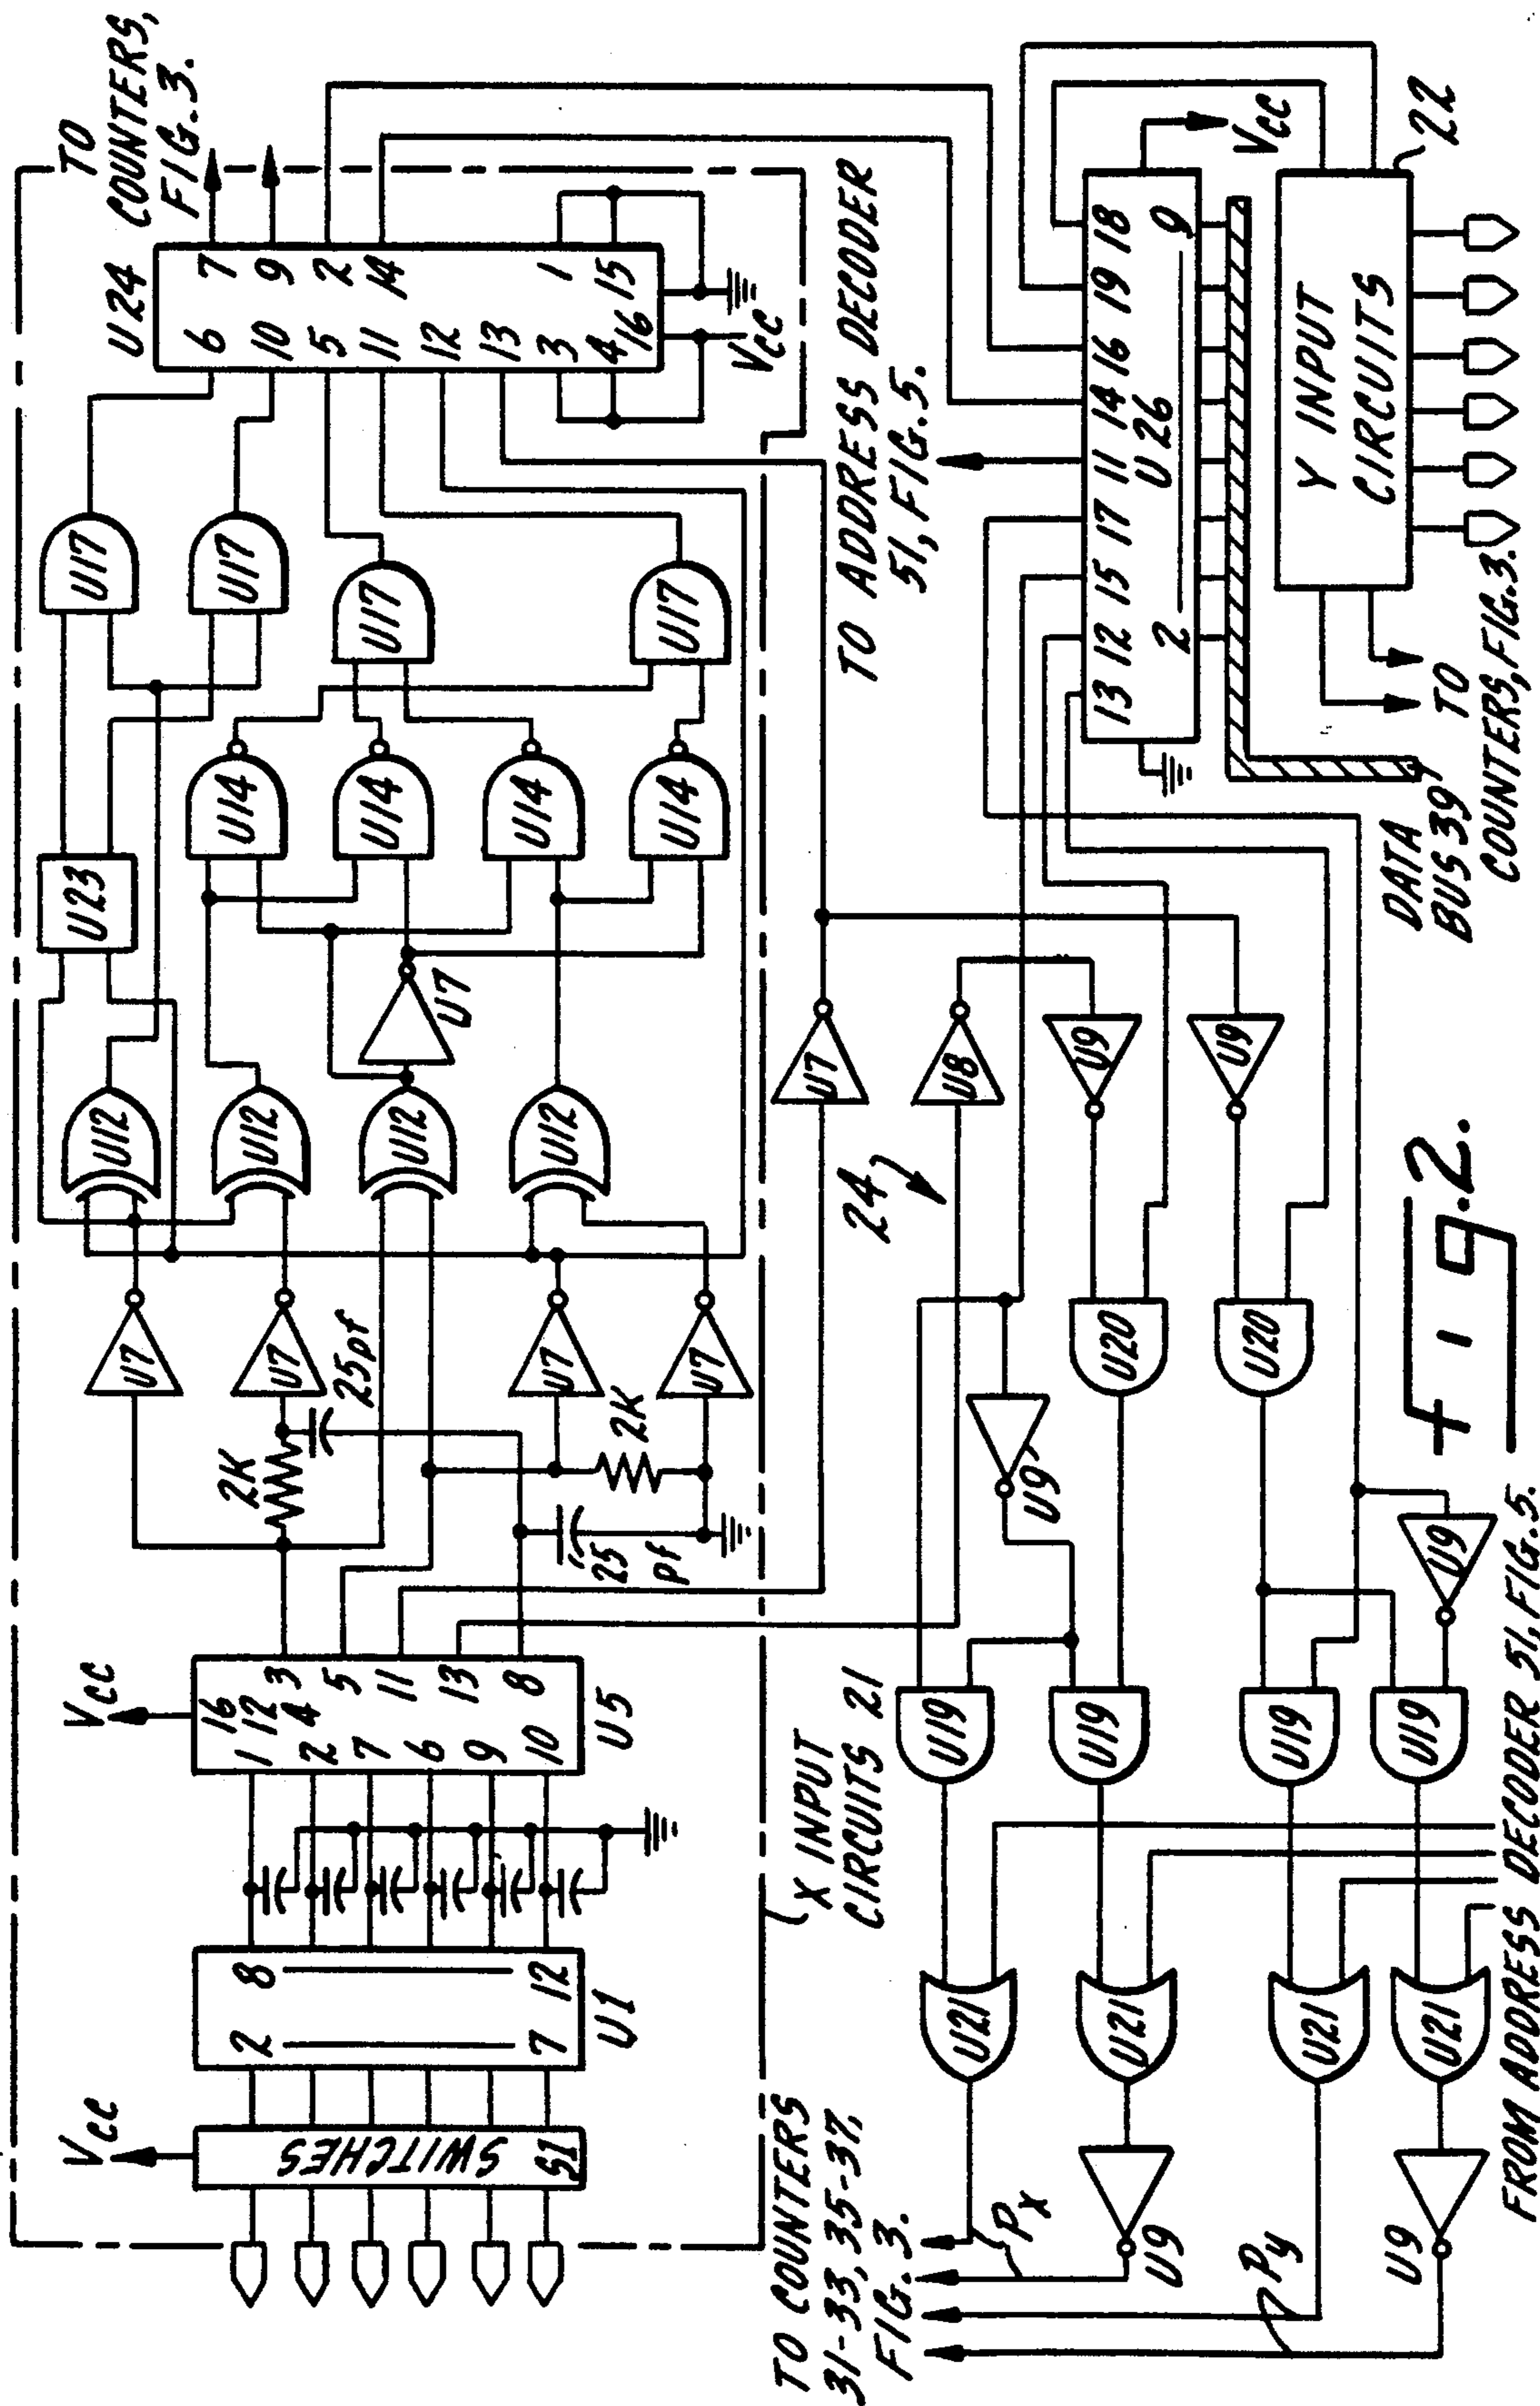 TO
COUNTERS,
FIG. 3.
U24
6
10
5
11
12
13
3
4
16
7
9
2
14
1
15
Vcc
U17
U17
U17
U17
U23
U14
U14
U14
U14
U7
U12
U12
U12
U12
U7
U7
U7
U7
25pf
2K
2K
25
pf
Vcc
16
12
4
3
5
11
13
8
1
2
7
6
9
10
U5
8
12
2
7
U1
Vcc
SWITCHES
S1
X INPUT
CIRCUITS 21
TO ADDRESS DECODER
51, FIG. 5.
U7
U8
24
U9
U9
U20
U20
U9
U9
U19
U19
U19
U19
U21
U21
U21
U21
U9
U9
Px
Py
TO COUNTERS
31-33, 35-37,
FIG. 3.
FROM ADDRESS DECODER 51, FIG. 5.
13
12
15
17
11
14
16
19
18
U26
2
9
Vcc
Y INPUT
CIRCUITS
22
DATA
BUS 39
TO
COUNTERS, FIG. 3.
Fig. 2.